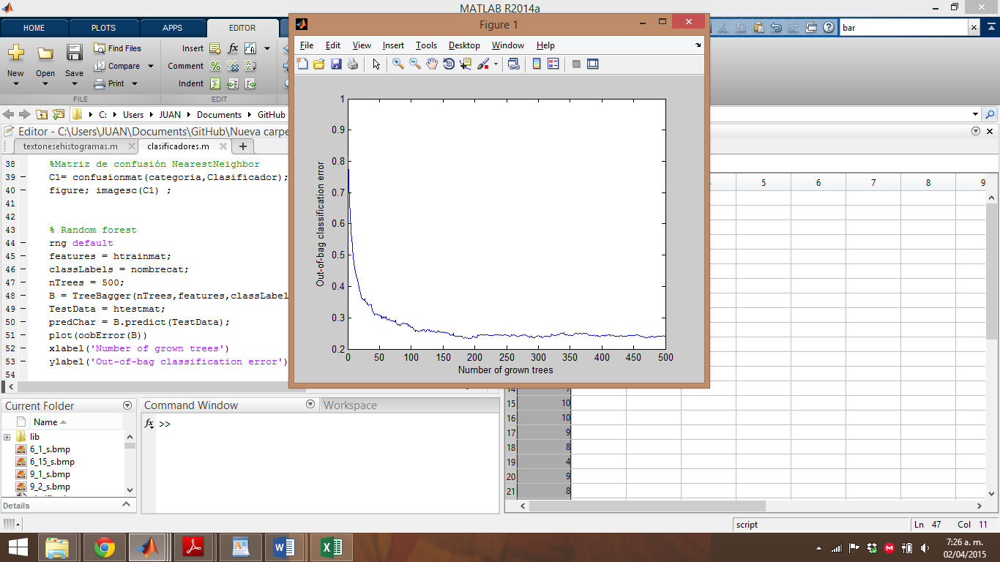 MATLAB R2014a
HOME PLOTS APPS EDITOR
bar
New Open Save
Find Files
Compare
Print
Insert
Comment
Indent
FILE EDIT
C: Users JUAN Documents GitHub
Editor - C:\Users\JUAN\Documents\GitHub\Nueva carpe
textonesehistogramas.m clasificadores.m
38 %Matriz de confusión NearestNeighbor
39 – C1= confusionmat(categoria,Clasificador);
40 – figure; imagesc(C1) ;
41
42
43 % Random forest
44 – rng default
45 – features = htrainmat;
46 – classLabels = nombrecat;
47 – nTrees = 500;
48 – B = TreeBagger(nTrees,features,classLabel
49 – TestData = htestmat;
50 – predChar = B.predict(TestData);
51 – plot(oobError(B))
52 – xlabel('Number of grown trees')
53 – ylabel('Out-of-bag classification error')
54
Figure 1
File Edit View Insert Tools Desktop Window Help
Out-of-bag classification error
1
0.9
0.8
0.7
0.6
0.5
0.4
0.3
0.2
0 50 100 150 200 250 300 350 400 450 500
Number of grown trees
5 6 7 8 9
14 7
15 10
16 10
17 9
18 8
19 4
20 9
21 8
Current Folder
Name
lib
6_1_s.bmp
6_15_s.bmp
9_1_s.bmp
9_2_s.bmp
Details
Command Window
Workspace
fx >>
script Ln 47 Col 11
7:26 a. m.
02/04/2015